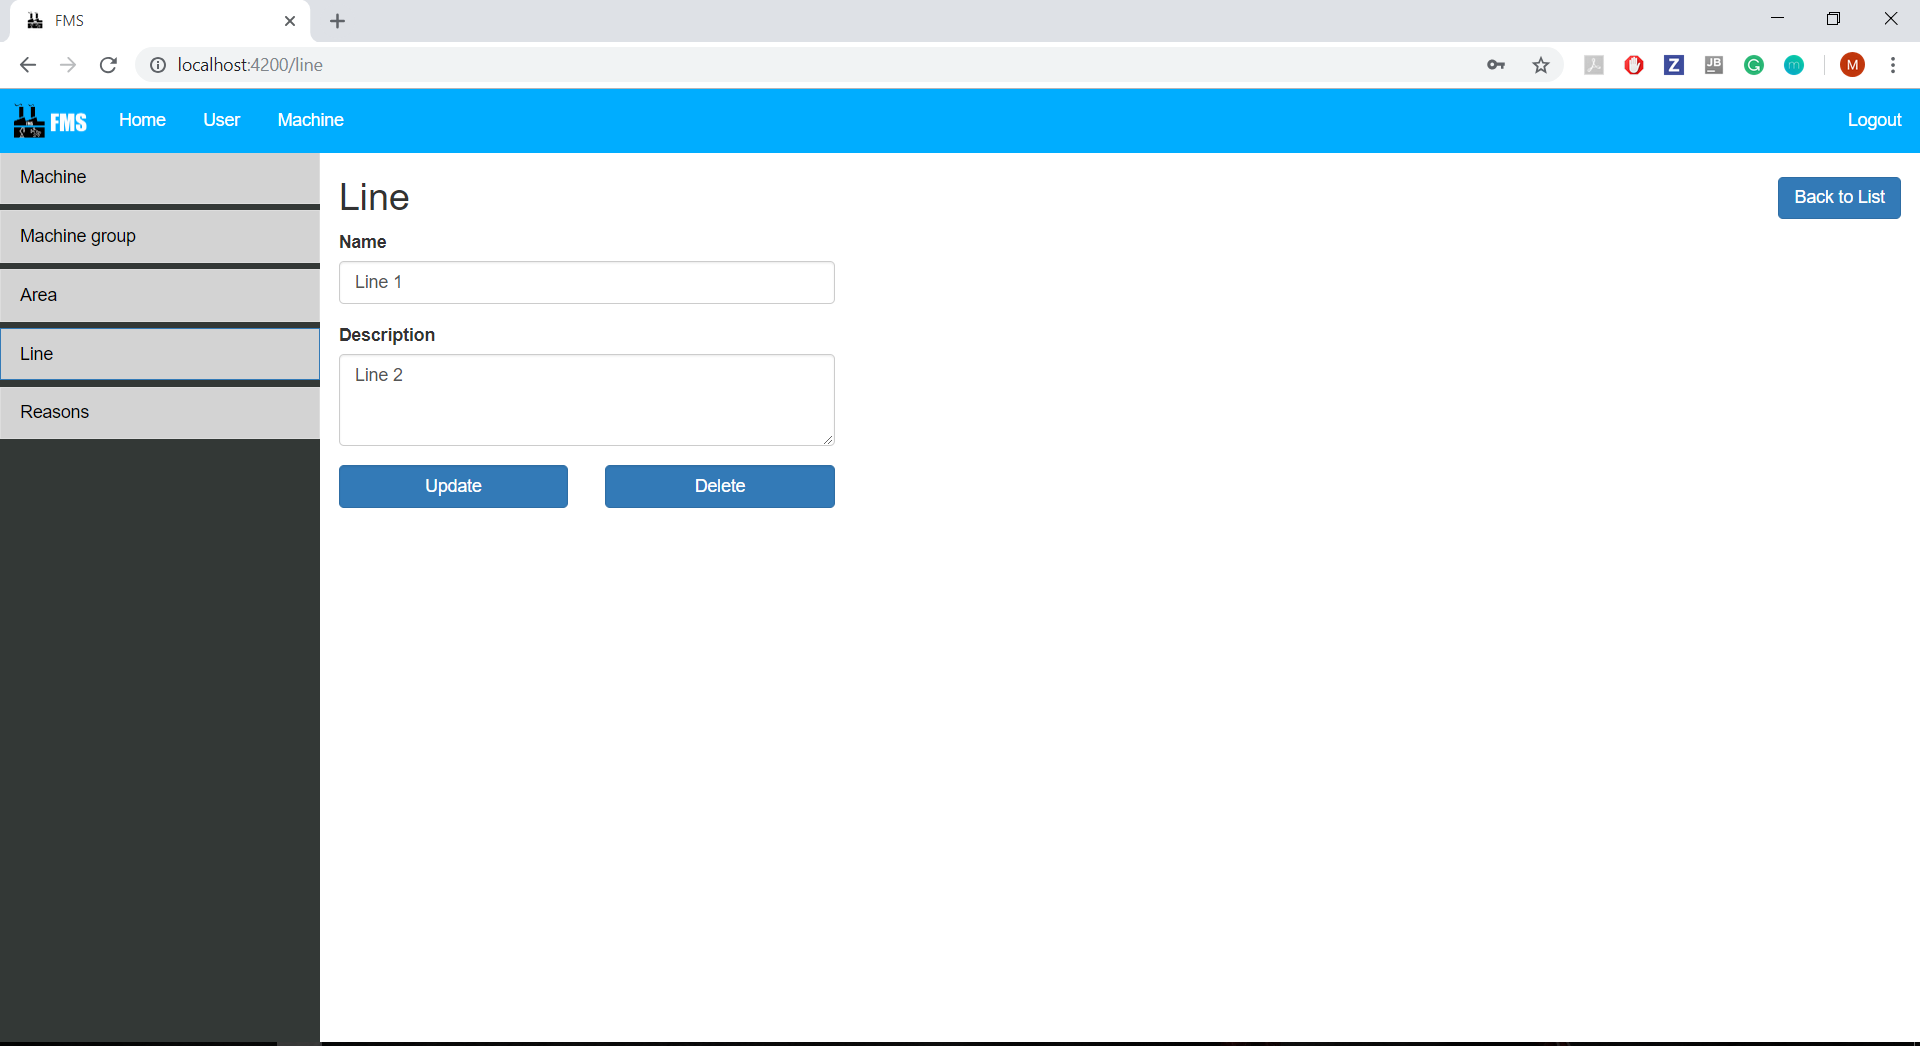 FMS
localhost:4200/line
Z
JB
G
m
M
FMS
Home
User
Machine
Logout
Machine
Machine group
Area
Line
Reasons
Line
Back to List
Name
Line 1
Description
Line 2
Update
Delete